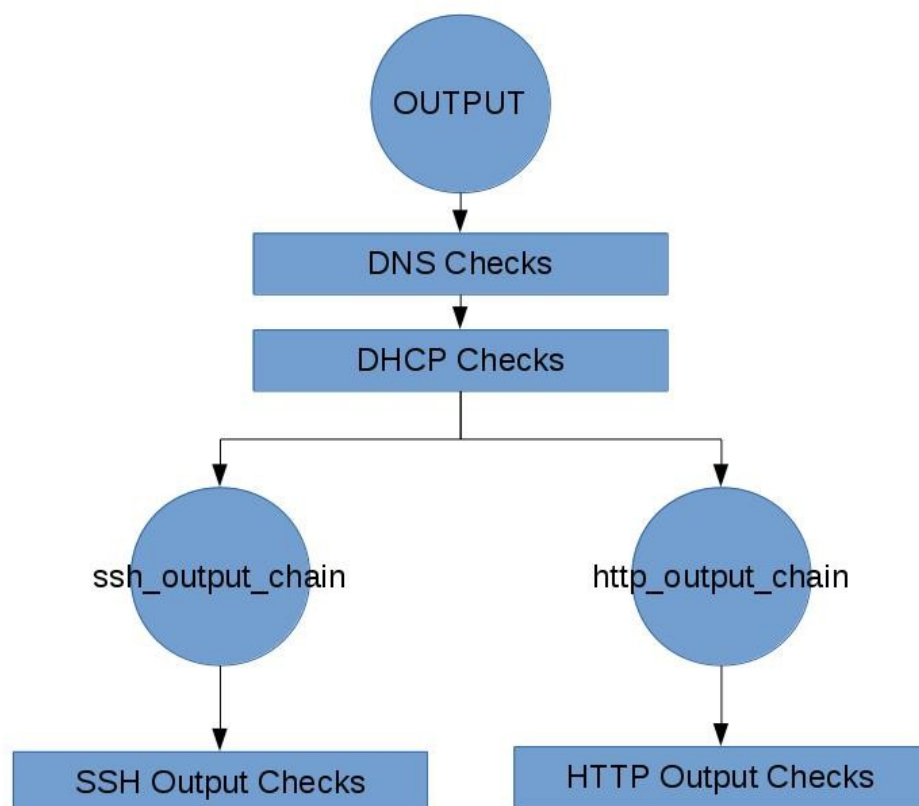 OUTPUT
DNS Checks
DHCP Checks
ssh_output_chain
http_output_chain
SSH Output Checks
HTTP Output Checks